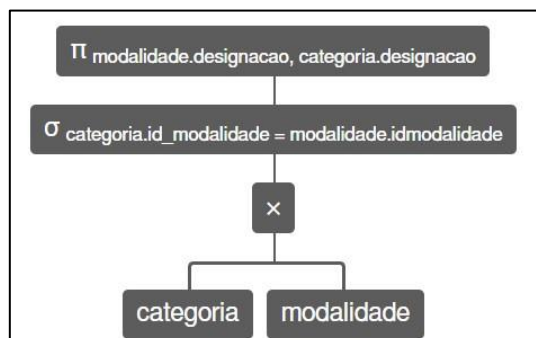 π modalidade.designacao, categoria.designacao
σ categoria.id_modalidade = modalidade.idmodalidade
×
categoria modalidade